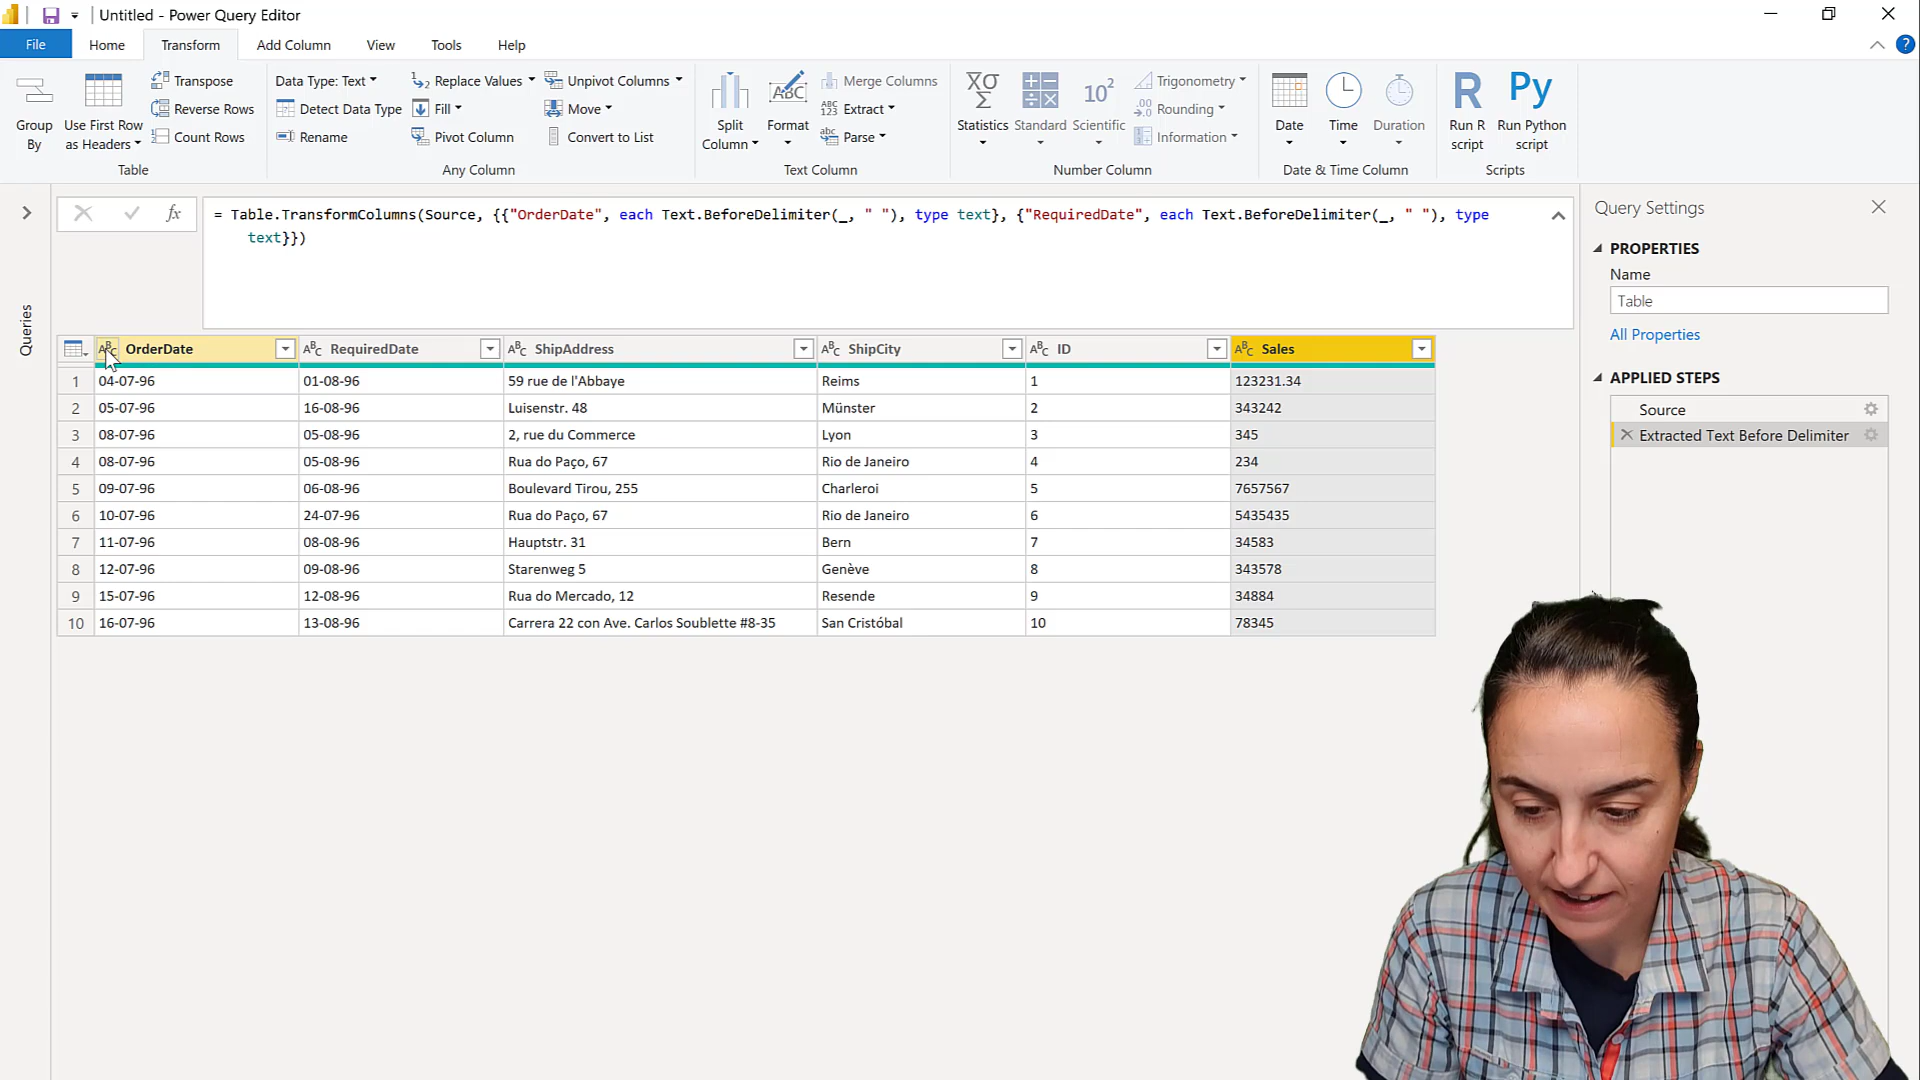 Untitled - Power Query Editor
File Home Transform Add Column View Tools Help
Group By
Use First Row as Headers
Transpose
Reverse Rows
Count Rows
Table
Data Type: Text
Detect Data Type
Rename
Replace Values
Fill
Pivot Column
Unpivot Columns
Move
Convert to List
Any Column
Split Column
Format
Merge Columns
Extract
Parse
Text Column
Statistics
Standard
Scientific
Trigonometry
Rounding
Information
Number Column
Date
Time
Duration
Date & Time Column
Run R script
Run Python script
Scripts
= Table.TransformColumns(Source, {{"OrderDate", each Text.BeforeDelimiter(_, " "), type text}, {"RequiredDate", each Text.BeforeDelimiter(_, " "), type
text}})
Queries
OrderDate RequiredDate ShipAddress ShipCity ID Sales
1 04-07-96 01-08-96 59 rue de l'Abbaye Reims 1 123231.34
2 05-07-96 16-08-96 Luisenstr. 48 Münster 2 343242
3 08-07-96 05-08-96 2, rue du Commerce Lyon 3 345
4 08-07-96 05-08-96 Rua do Paço, 67 Rio de Janeiro 4 234
5 09-07-96 06-08-96 Boulevard Tirou, 255 Charleroi 5 7657567
6 10-07-96 24-07-96 Rua do Paço, 67 Rio de Janeiro 6 5435435
7 11-07-96 08-08-96 Hauptstr. 31 Bern 7 34583
8 12-07-96 09-08-96 Starenweg 5 Genève 8 343578
9 15-07-96 12-08-96 Rua do Mercado, 12 Resende 9 34884
10 16-07-96 13-08-96 Carrera 22 con Ave. Carlos Soublette #8-35 San Cristóbal 10 78345
Query Settings
PROPERTIES
Name
Table
All Properties
APPLIED STEPS
Source
Extracted Text Before Delimiter